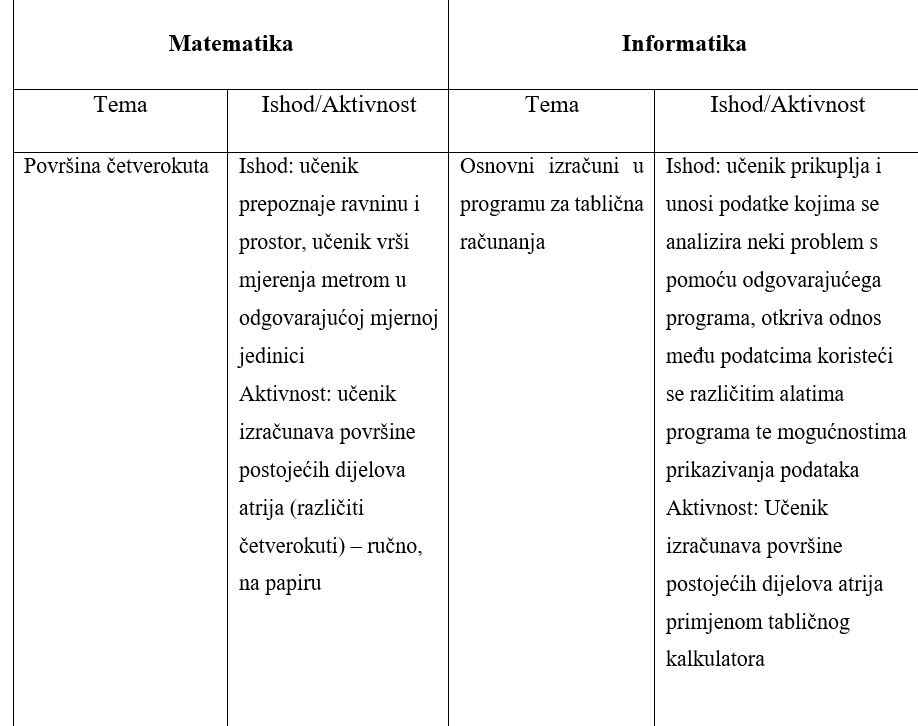 Matematika
Informatika
Tema
Ishod/Aktivnost
Tema
Ishod/Aktivnost
Površina četverokuta
Ishod: učenik
prepoznaje ravninu i
prostor, učenik vrši
mjerenja metrom u
odgovarajućoj mjernoj
jedinici
Aktivnost: učenik
izračunava površine
postojećih dijelova
atrija (različiti
četverokuti) – ručno,
na papiru
Osnovni izračuni u
programu za tablična
računanja
Ishod: učenik prikuplja i
unosi podatke kojima se
analizira neki problem s
pomoću odgovarajućega
programa, otkriva odnos
među podatcima koristeći
se različitim alatima
programa te mogućnostima
prikazivanja podataka
Aktivnost: Učenik
izračunava površine
postojećih dijelova atrija
primjenom tabličnog
kalkulatora